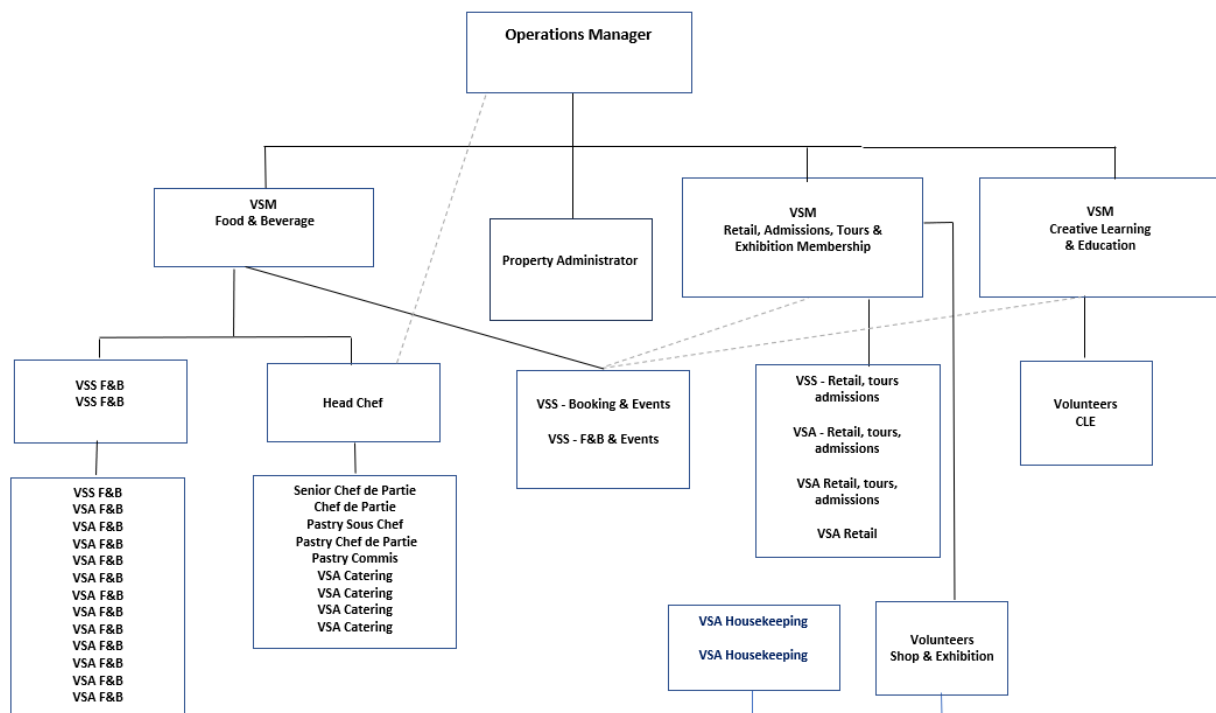 Operations Manager
VSM
Food & Beverage
Property Administrator
VSM
Retail, Admissions, Tours &
Exhibition Membership
VSM
Creative Learning
& Education
VSS F&B
VSS F&B
Head Chef
VSS - Booking & Events
VSS - F&B & Events
VSS - Retail, tours
admissions
VSA - Retail, tours,
admissions
VSA Retail, tours,
admissions
VSA Retail
Volunteers
CLE
VSS F&B
VSA F&B
VSA F&B
VSA F&B
VSA F&B
VSA F&B
VSA F&B
VSA F&B
VSA F&B
VSA F&B
VSA F&B
VSA F&B
VSA F&B
Senior Chef de Partie
Chef de Partie
Pastry Sous Chef
Pastry Chef de Partie
Pastry Commis
VSA Catering
VSA Catering
VSA Catering
VSA Catering
VSA Housekeeping
VSA Housekeeping
Volunteers
Shop & Exhibition